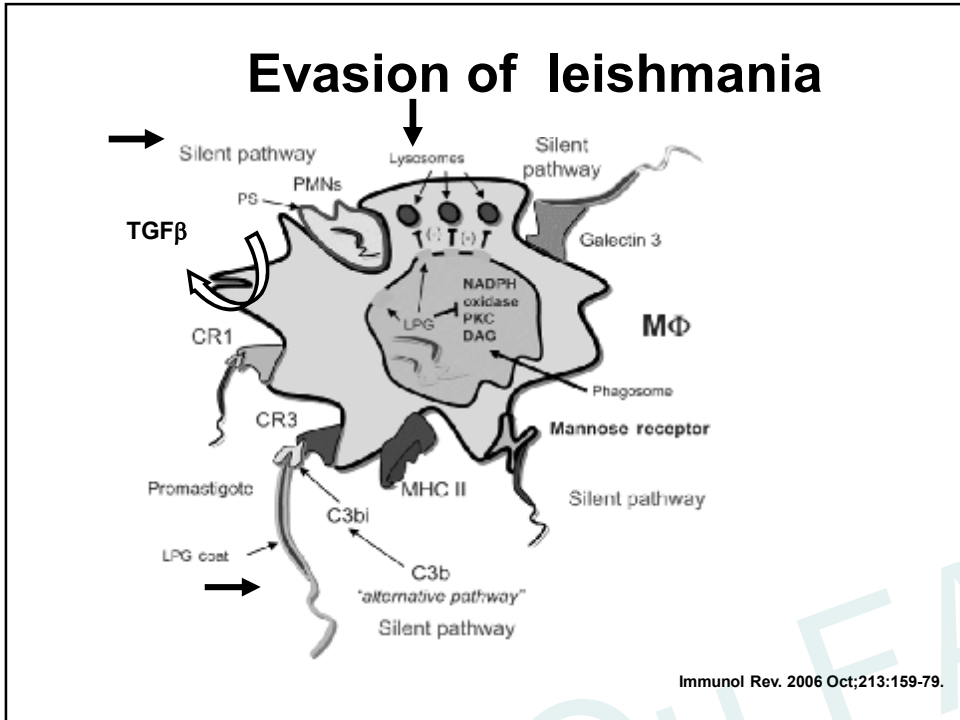 Evasion of leishmania
Silent pathway
Lysosomes
Silent
pathway
PMNs
PS
TGFβ
(-) (-)
Galectin 3
NADPH
oxidase
PKC
DAG
LPG
MΦ
CR1
Phagosome
CR3
Mannose receptor
Promastigote
MHC II
Silent pathway
C3bi
LPG coat
C3b
"alternative pathway"
Silent pathway
Immunol Rev. 2006 Oct;213:159-79.